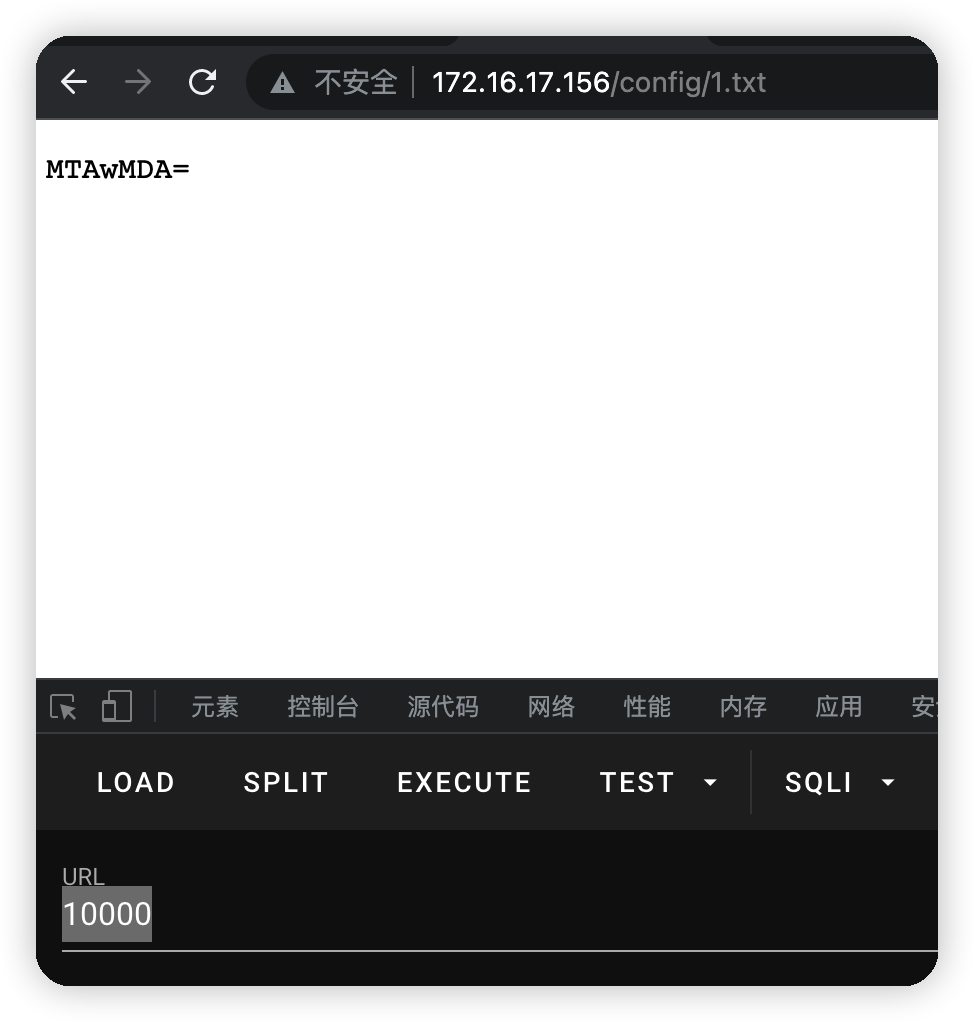 不安全 172.16.17.156/config/1.txt
MTAwMDA=
元素 控制台 源代码 网络 性能 内存 应用 安
LOAD SPLIT EXECUTE TEST SQLI
URL
10000